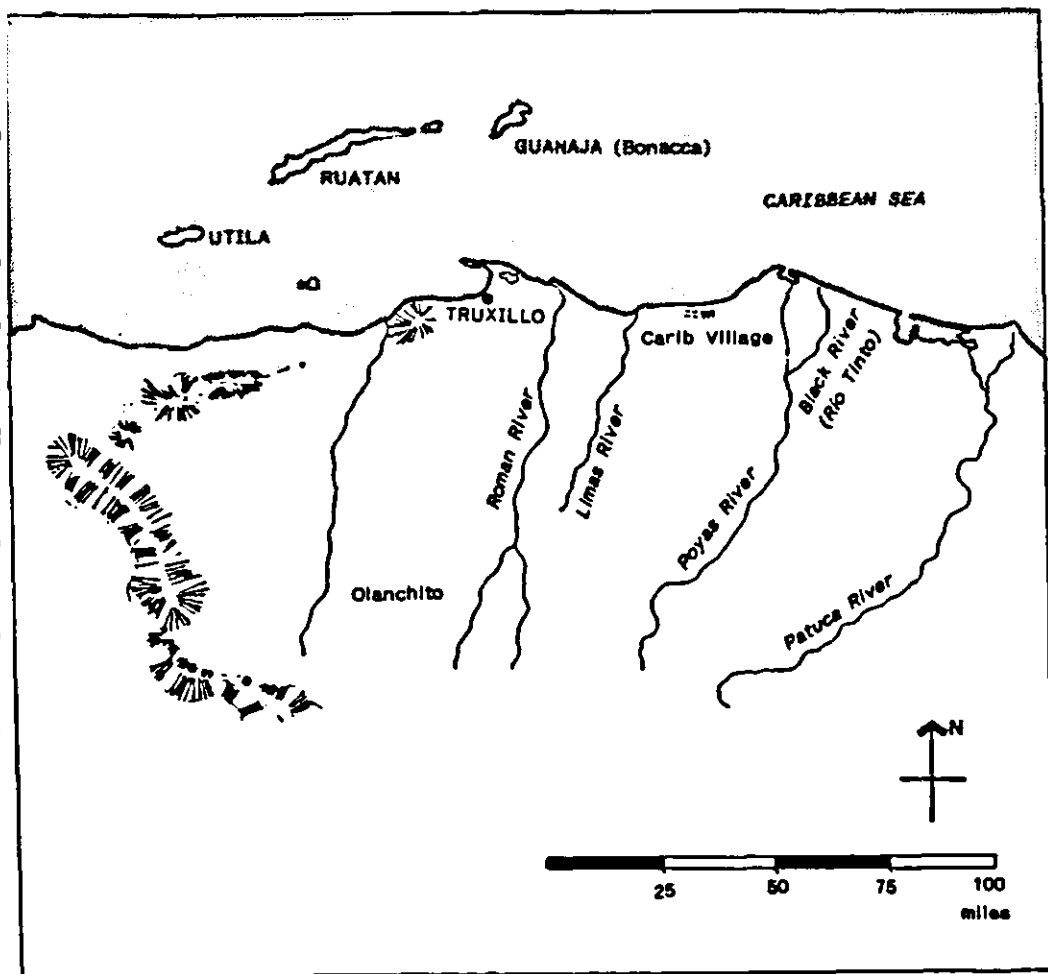 GUANAJA (Bonacca)
RUATAN
CARIBBEAN SEA
UTILA
TRUXILLO
Carib Village
Black River
(Río Tinto)
Roman River
Limas River
Poyas River
Olanchito
Patuca River
N
25 50 75 100
miles